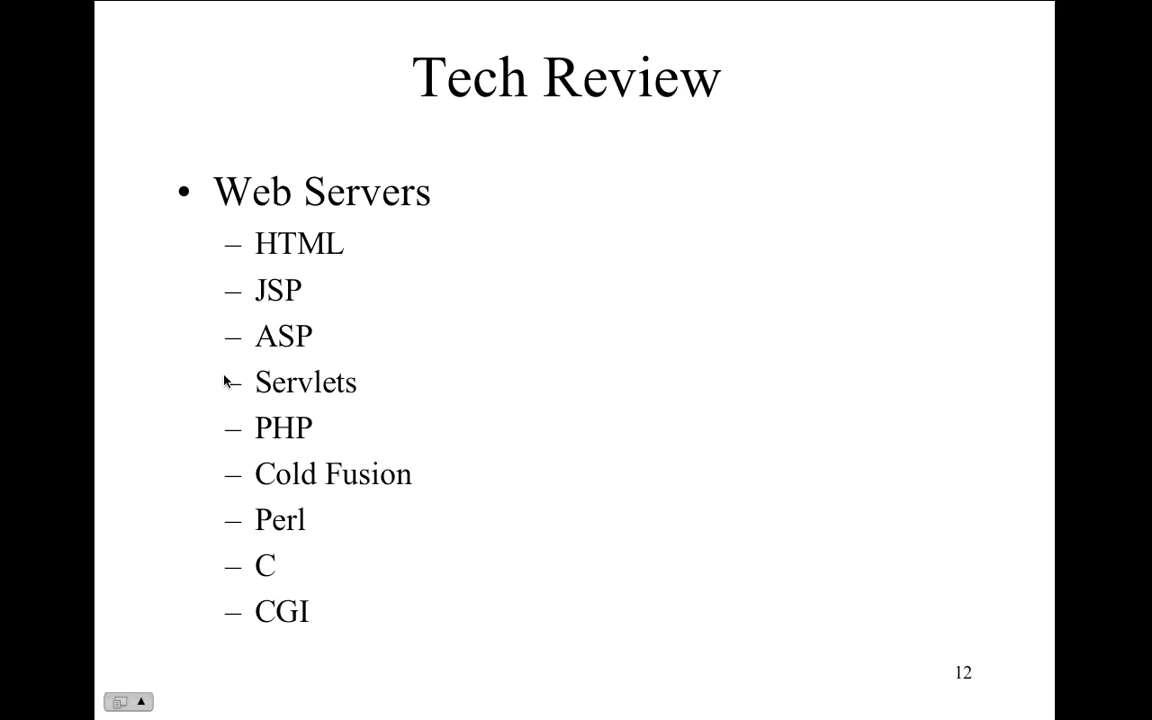 Tech Review
• Web Servers
– HTML
– JSP
– ASP
– Servlets
– PHP
– Cold Fusion
– Perl
– C
– CGI
12